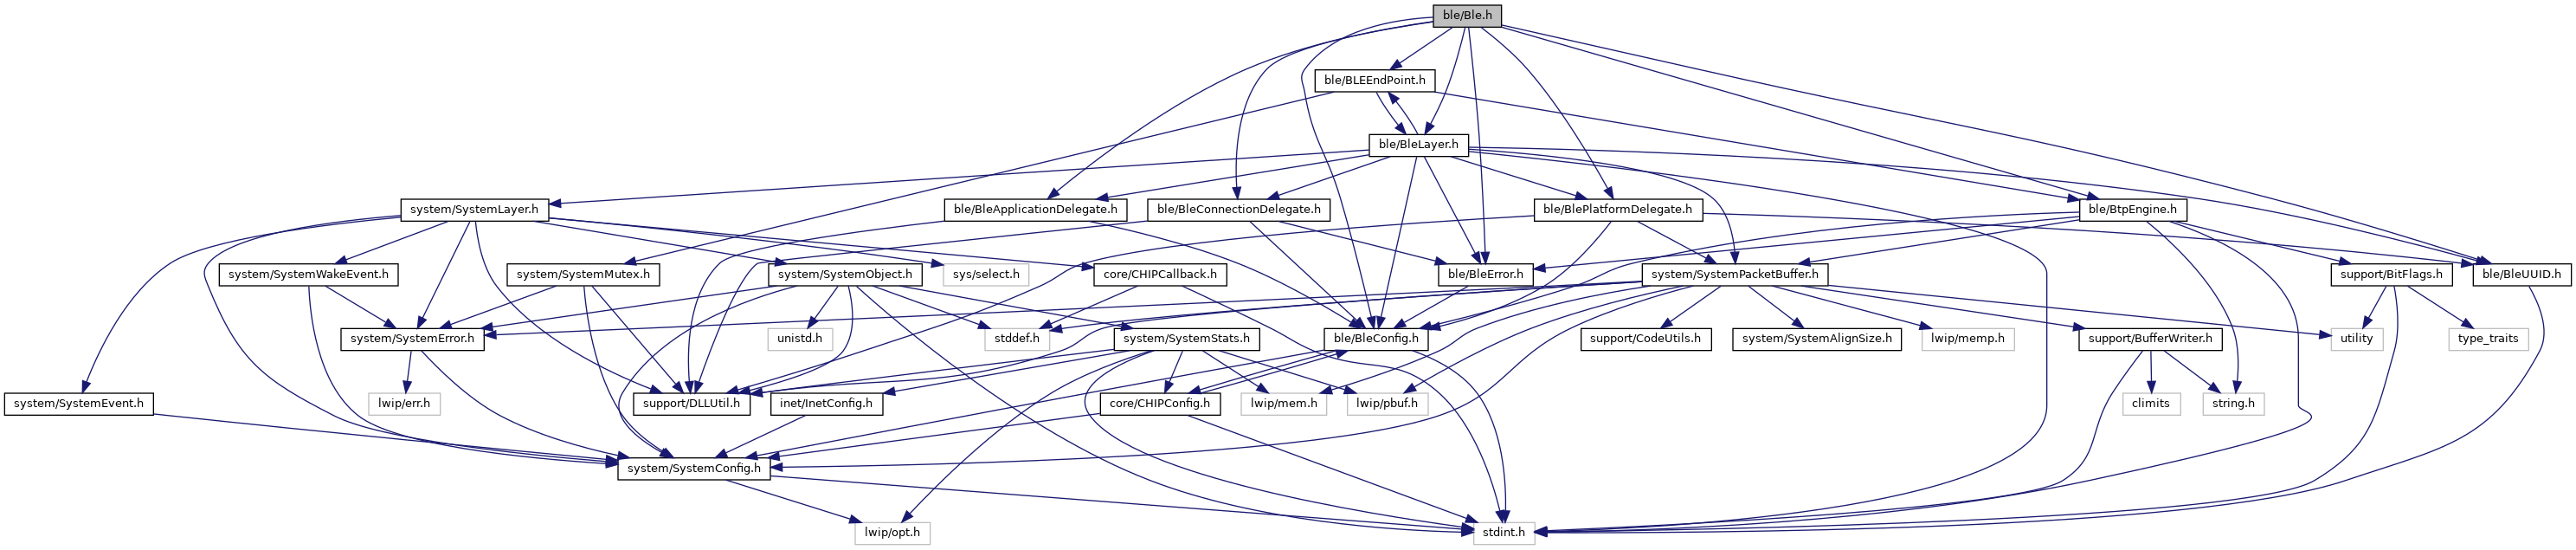 ble/Ble.h
ble/BLEEndPoint.h
ble/BleLayer.h
system/SystemLayer.h
ble/BleApplicationDelegate.h
ble/BleConnectionDelegate.h
ble/BlePlatformDelegate.h
ble/BtpEngine.h
system/SystemWakeEvent.h
system/SystemMutex.h
system/SystemObject.h
sys/select.h
core/CHIPCallback.h
ble/BleError.h
system/SystemPacketBuffer.h
support/BitFlags.h
ble/BleUUID.h
system/SystemError.h
unistd.h
stddef.h
system/SystemStats.h
ble/BleConfig.h
support/CodeUtils.h
system/SystemAlignSize.h
lwip/memp.h
support/BufferWriter.h
utility
type_traits
system/SystemEvent.h
lwip/err.h
support/DLLUtil.h
inet/InetConfig.h
core/CHIPConfig.h
lwip/mem.h
lwip/pbuf.h
climits
string.h
system/SystemConfig.h
lwip/opt.h
stdint.h